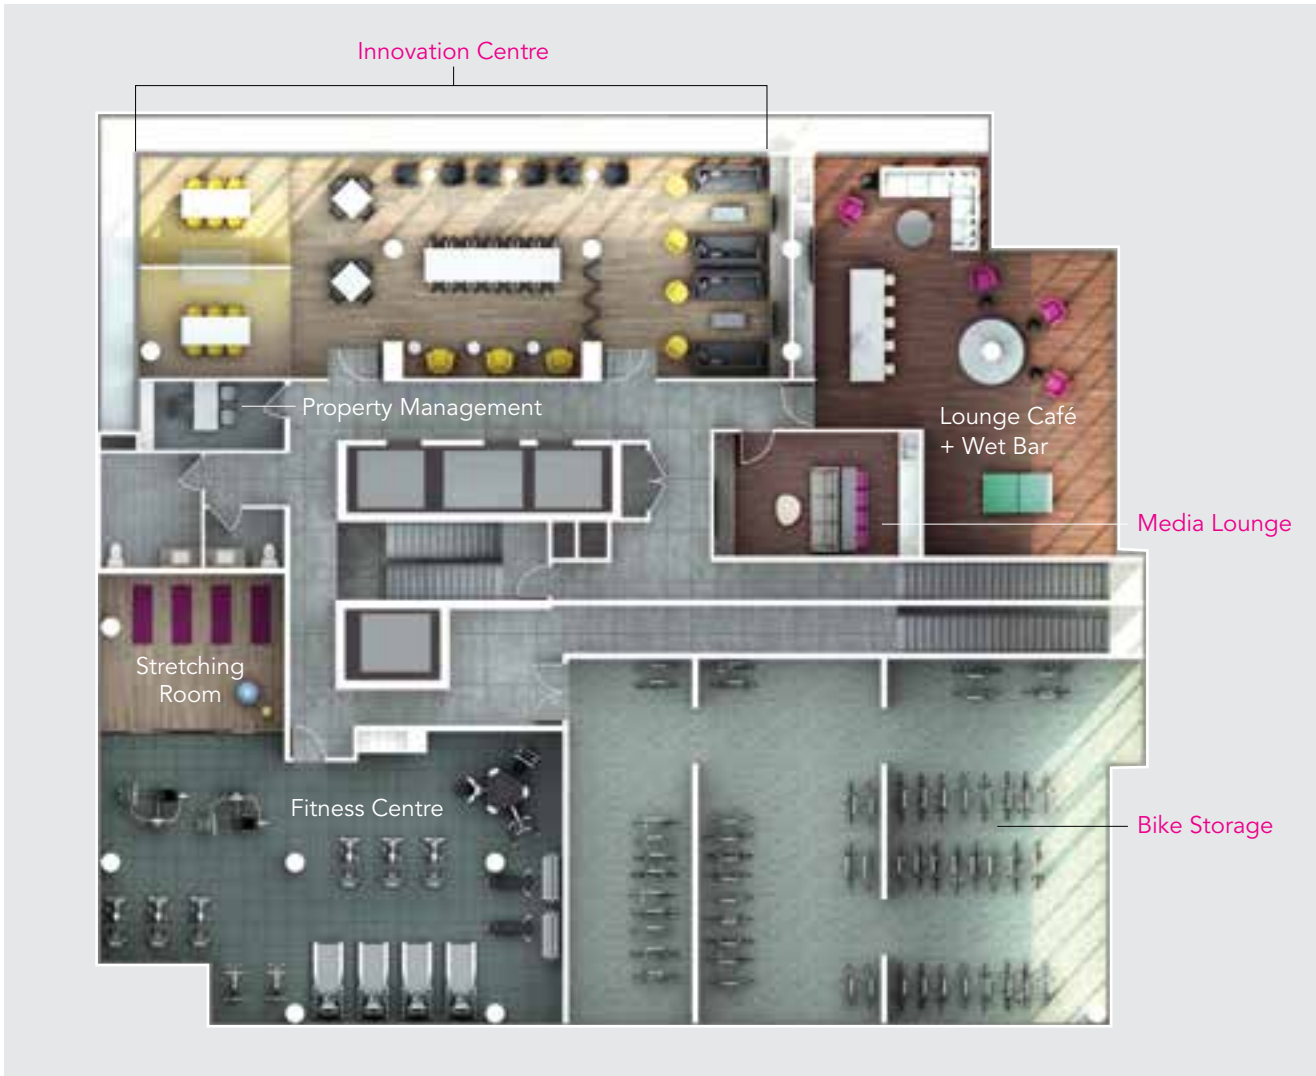 Innovation Centre
Property Management
Lounge Café
+ Wet Bar
Media Lounge
Stretching
Room
Fitness Centre
Bike Storage